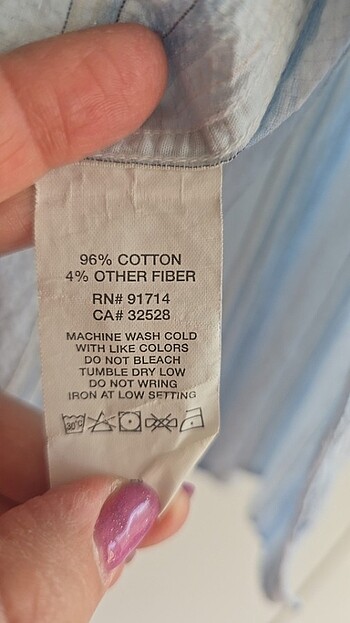 96% COTTON
4% OTHER FIBER
RN# 91714
CA# 32528
MACHINE WASH COLD
WITH LIKE COLORS
DO NOT BLEACH
TUMBLE DRY LOW
DO NOT WRING
IRON AT LOW SETTING
30°C